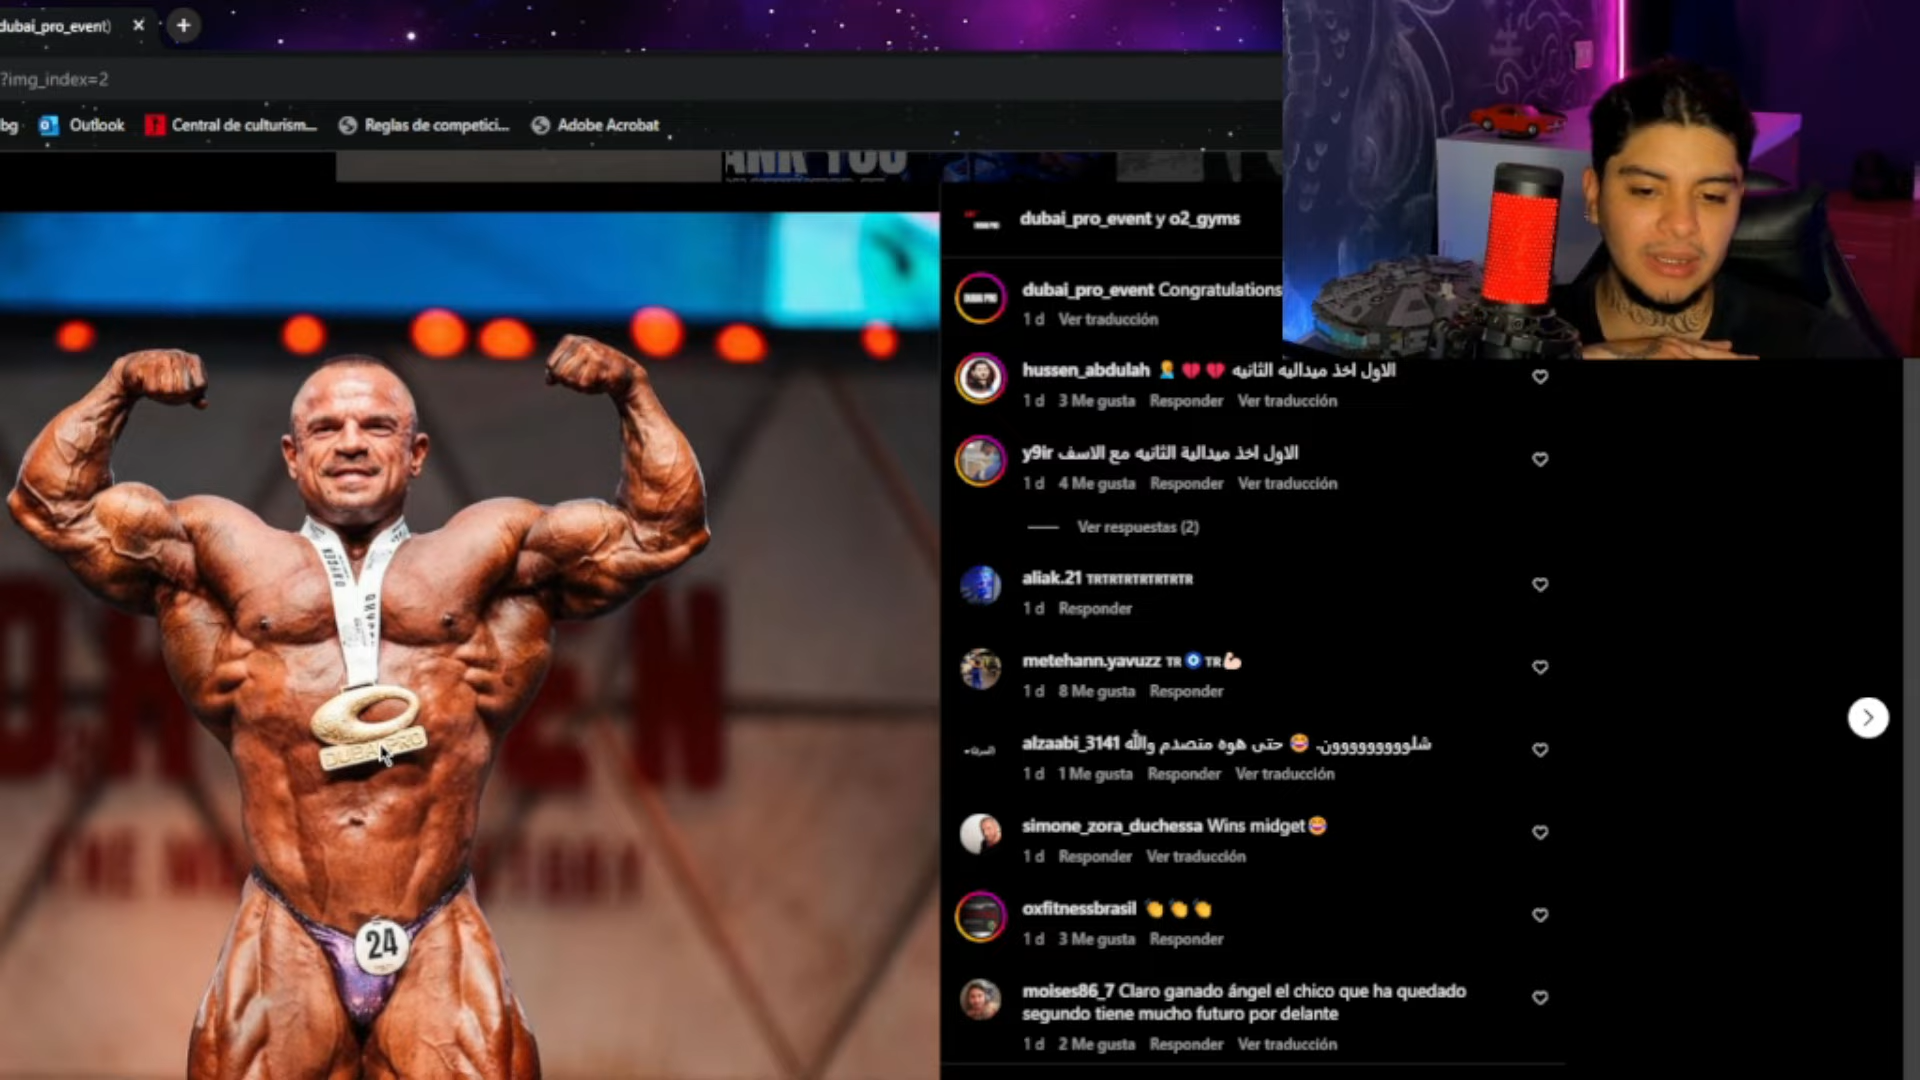 dubai_pro_event)
?img_index=2
Outlook
Central de culturism...
Reglas de competici...
Adobe Acrobat
ANK YOU
dubai_pro_event y o2_gyms
dubai_pro_event Congratulations
1 d Ver traducción
hussen_abdulah 🤦💔💔 الاول اخذ ميداليه الثانيه
1 d 3 Me gusta Responder Ver traducción
y9ir الاول اخذ ميدالية الثانيه مع الاسف
1 d 4 Me gusta Responder Ver traducción
Ver respuestas (2)
aliak.21 TRTRTRTRTRTRTR
1 d Responder
metehann.yavuzz TR🧿TR💪🏻
1 d 8 Me gusta Responder
alzaabi_3141 شلووووووووون. 😂 حتى هوه منصدم والله
1 d 1 Me gusta Responder Ver traducción
simone_zora_duchessa Wins midget😂
1 d Responder Ver traducción
oxfitnessbrasil 👏👏👏
1 d 3 Me gusta Responder
moises86_7 Claro ganado ángel el chico que ha quedado
segundo tiene mucho futuro por delante
1 d 2 Me gusta Responder Ver traducción
OXYGEN
DUBAI PRO
24